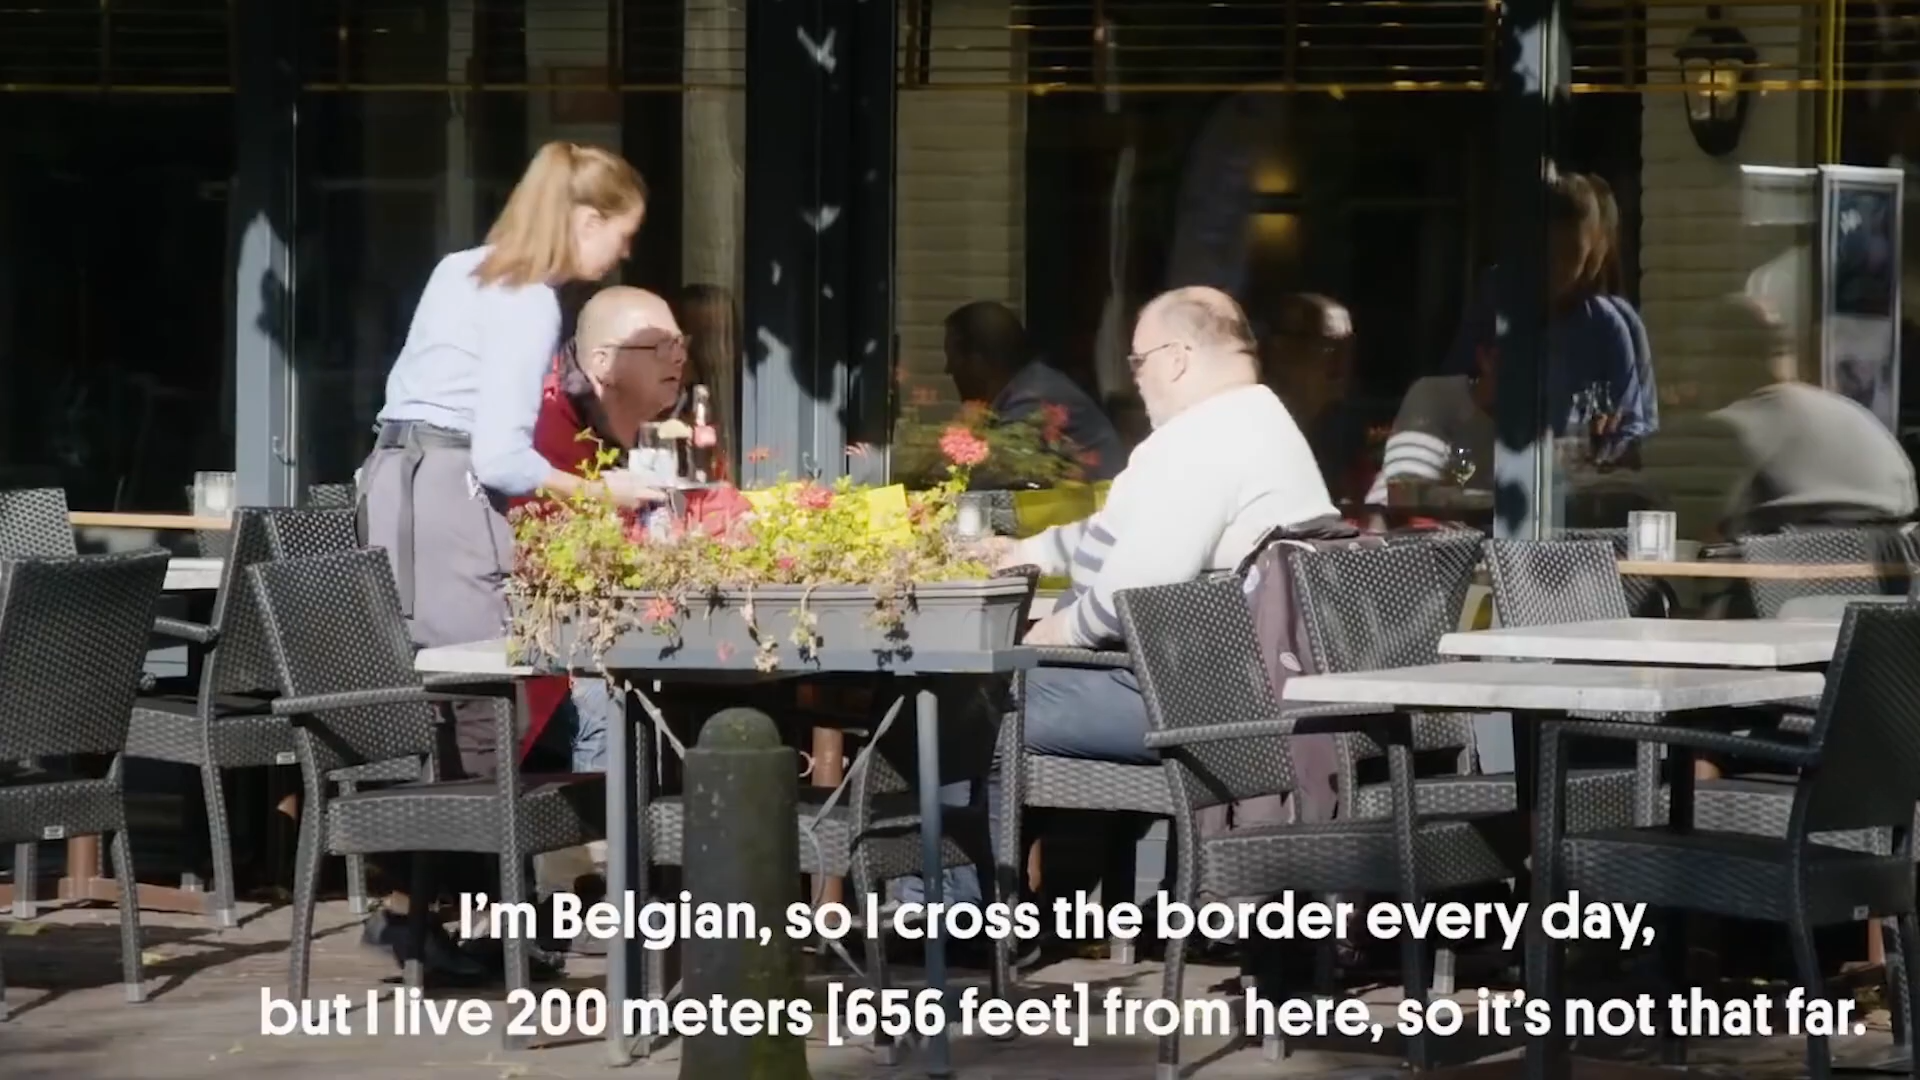 I'm Belgian, so I cross the border every day,
but I live 200 meters [656 feet] from here, so it's not that far.